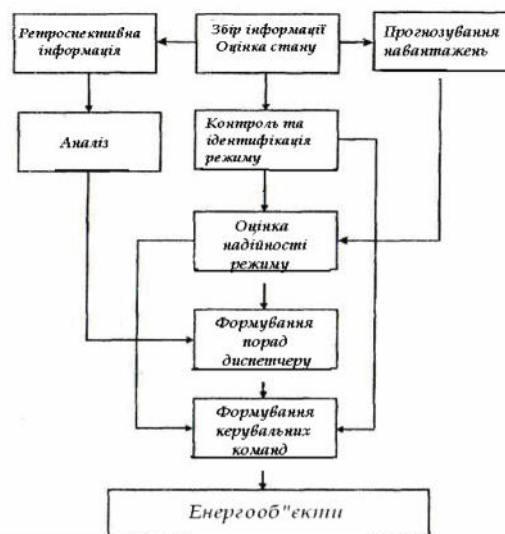 Ретроспективна
інформація
Збір інформації
Оцінка стану
Прогнозування
навантажень
Аналіз
Контроль та
ідентифікація
режиму
Оцінка
надійності
режиму
Формування
порад
диспетчеру
Формування
керувальних
команд
Енергооб"єкти